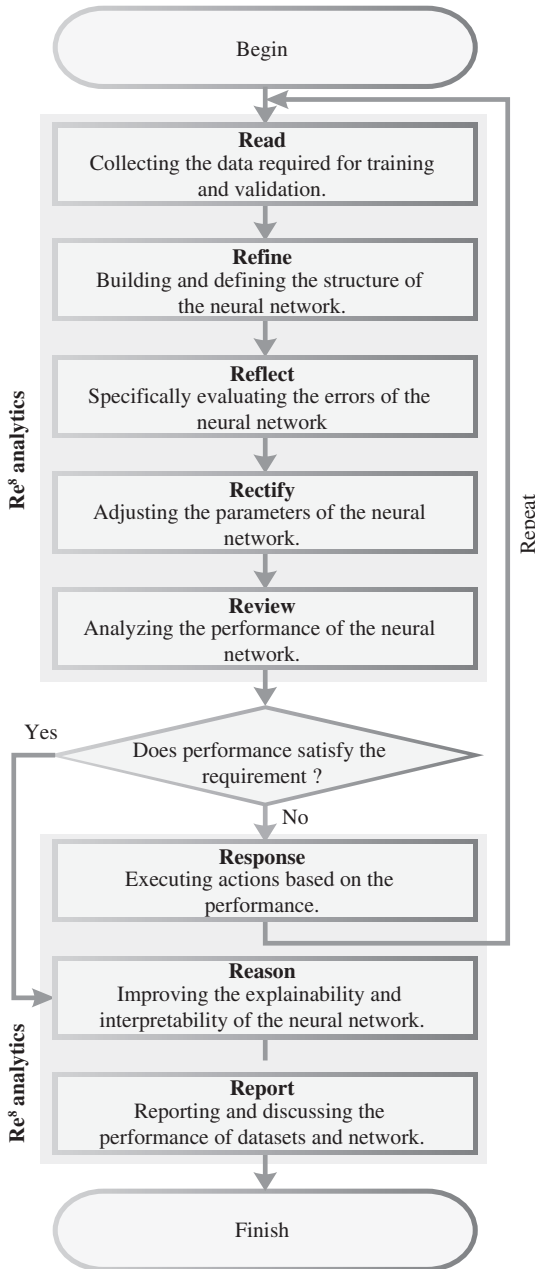 Begin
Read
Collecting the data required for training
and validation.
Refine
Building and defining the structure of
the neural network.
Reflect
Specifically evaluating the errors of the
neural network
Rectify
Adjusting the parameters of the neural
network.
Review
Analyzing the performance of the neural
network.
Re⁸ analytics
Repeat
Yes
Does performance satisfy the
requirement ?
No
Response
Executing actions based on the
performance.
Reason
Improving the explainability and
interpretability of the neural network.
Report
Reporting and discussing the
performance of datasets and network.
Re⁸ analytics
Finish